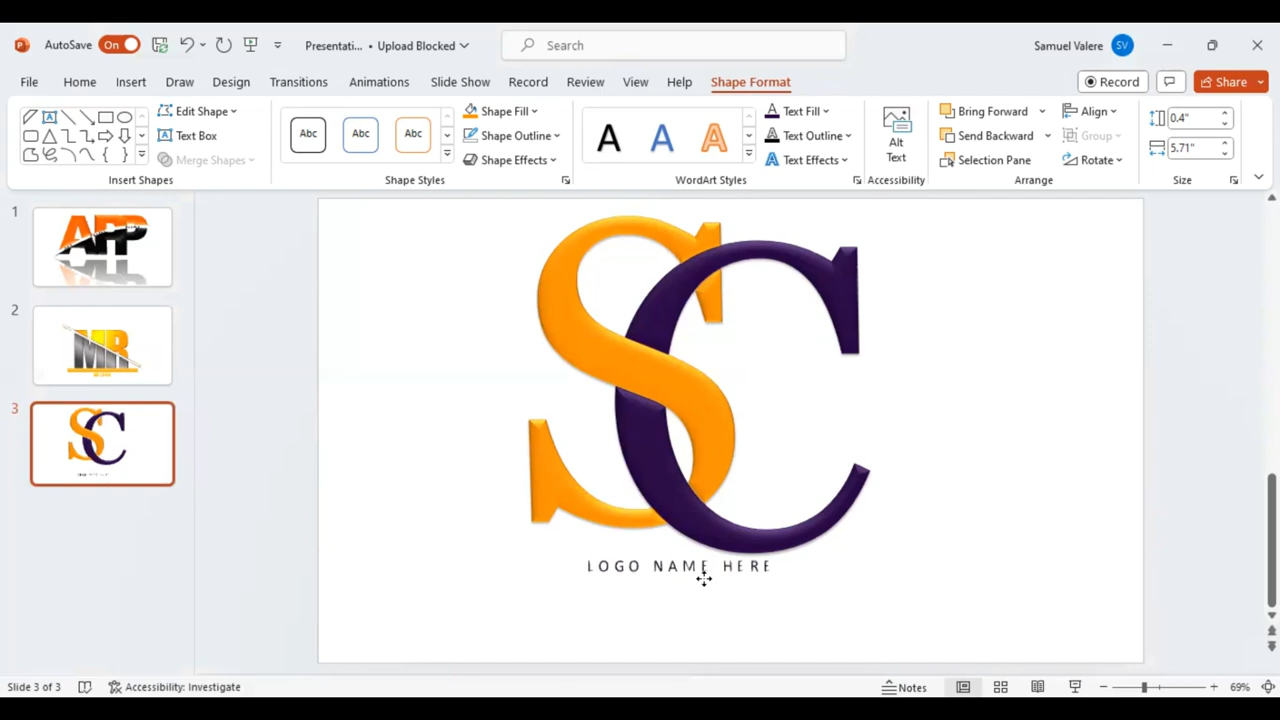 AutoSave On Presentati... • Upload Blocked Search Samuel Valere SV
File Home Insert Draw Design Transitions Animations Slide Show Record Review View Help Shape Format Record Share
Edit Shape
Text Box
Merge Shapes
Insert Shapes
Abc Abc Abc
Shape Fill
Shape Outline
Shape Effects
Shape Styles
A A A
Text Fill
Text Outline
Text Effects
WordArt Styles
Alt
Text
Accessibility
Bring Forward
Send Backward
Selection Pane
Align
Group
Rotate
Arrange
0.4"
5.71"
Size
1
APP
2
MR
3
SC
SC
LOGO NAME HERE
Slide 3 of 3 Accessibility: Investigate Notes 69%